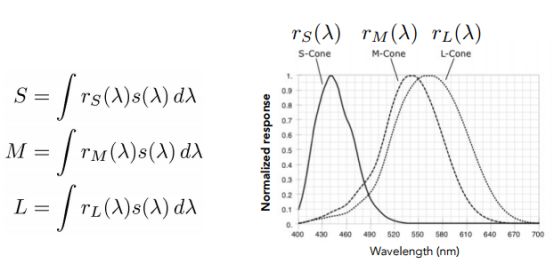 S = ∫ r_S(λ)s(λ) dλ
M = ∫ r_M(λ)s(λ) dλ
L = ∫ r_L(λ)s(λ) dλ
r_S(λ) r_M(λ) r_L(λ)
S-Cone M-Cone L-Cone
Normalized response
1.
0.9
0.8
0.7
0.6
0.5
0.4
0.3
0.2
0.1
0.
400 430 460 490 520 550 580 610 640 670 700
Wavelength (nm)